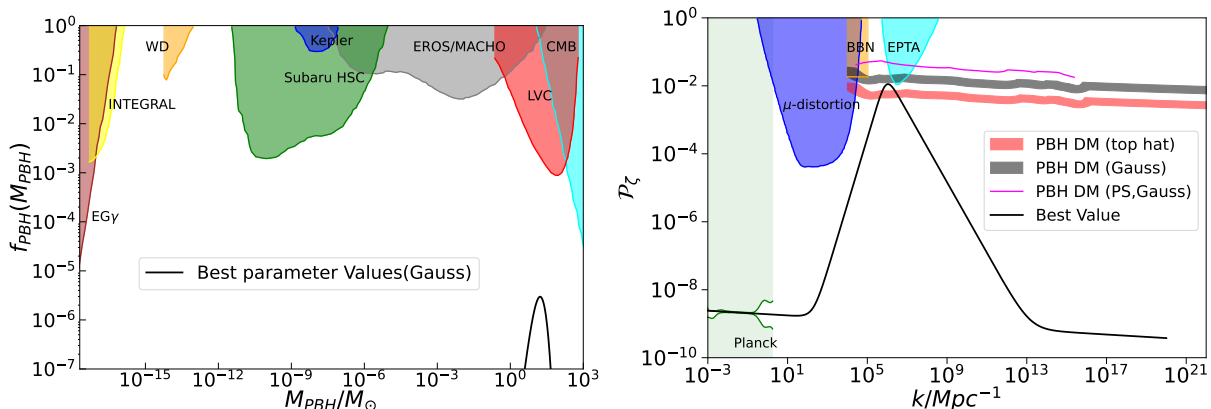 10⁰
10⁻¹
10⁻²
10⁻³
10⁻⁴
10⁻⁵
10⁻⁶
10⁻⁷
f_PBH(M_PBH)
WD
Kepler
EROS/MACHO
CMB
Subaru HSC
INTEGRAL
LVC
EGγ
Best parameter Values(Gauss)
10⁻¹⁵
10⁻¹²
10⁻⁹
10⁻⁶
10⁻³
10⁰
10³
M_PBH/M_⊙
10⁰
10⁻²
10⁻⁴
10⁻⁶
10⁻⁸
10⁻¹⁰
𝒫_ζ
BBN
EPTA
μ-distortion
PBH DM (top hat)
PBH DM (Gauss)
PBH DM (PS,Gauss)
Best Value
Planck
10⁻³
10¹
10⁵
10⁹
10¹³
10¹⁷
10²¹
k/Mpc⁻¹